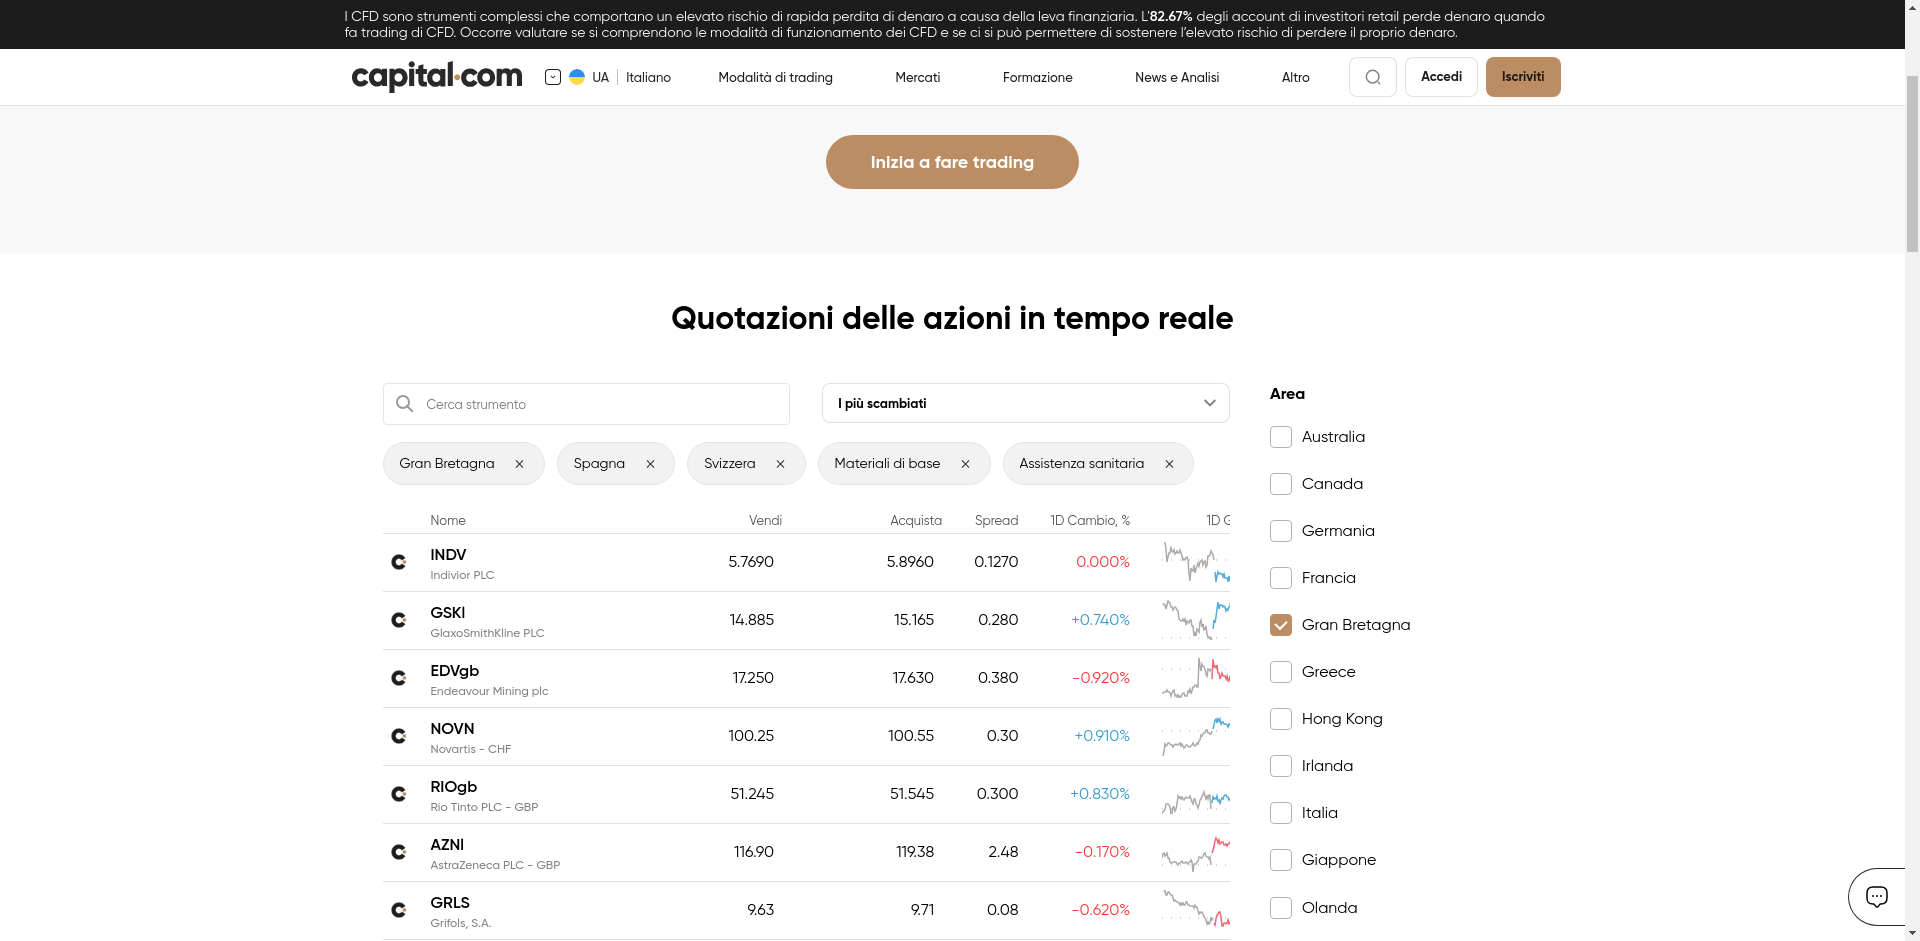 I CFD sono strumenti complessi che comportano un elevato rischio di rapida perdita di denaro a causa della leva finanziaria. L'82.67% degli account di investitori retail perde denaro quando
fa trading di CFD. Occorre valutare se si comprendono le modalità di funzionamento dei CFD e se ci si può permettere di sostenere l'elevato rischio di perdere il proprio denaro.
capital.com UA Italiano Modalità di trading Mercati Formazione News e Analisi Altro Accedi Iscriviti
Inizia a fare trading
Quotazioni delle azioni in tempo reale
Cerca strumento I più scambiati
Gran Bretagna × Spagna × Svizzera × Materiali di base × Assistenza sanitaria ×
Nome Vendi Acquista Spread 1D Cambio, % 1D G
INDV 5.7690 5.8960 0.1270 0.000%
Indivior PLC
GSKl 14.885 15.165 0.280 +0.740%
GlaxoSmithKline PLC
EDVgb 17.250 17.630 0.380 -0.920%
Endeavour Mining plc
NOVN 100.25 100.55 0.30 +0.910%
Novartis - CHF
RIOgb 51.245 51.545 0.300 +0.830%
Rio Tinto PLC - GBP
AZNl 116.90 119.38 2.48 -0.170%
AstraZeneca PLC - GBP
GRLS 9.63 9.71 0.08 -0.620%
Grifols, S.A.
Area
Australia
Canada
Germania
Francia
Gran Bretagna
Greece
Hong Kong
Irlanda
Italia
Giappone
Olanda